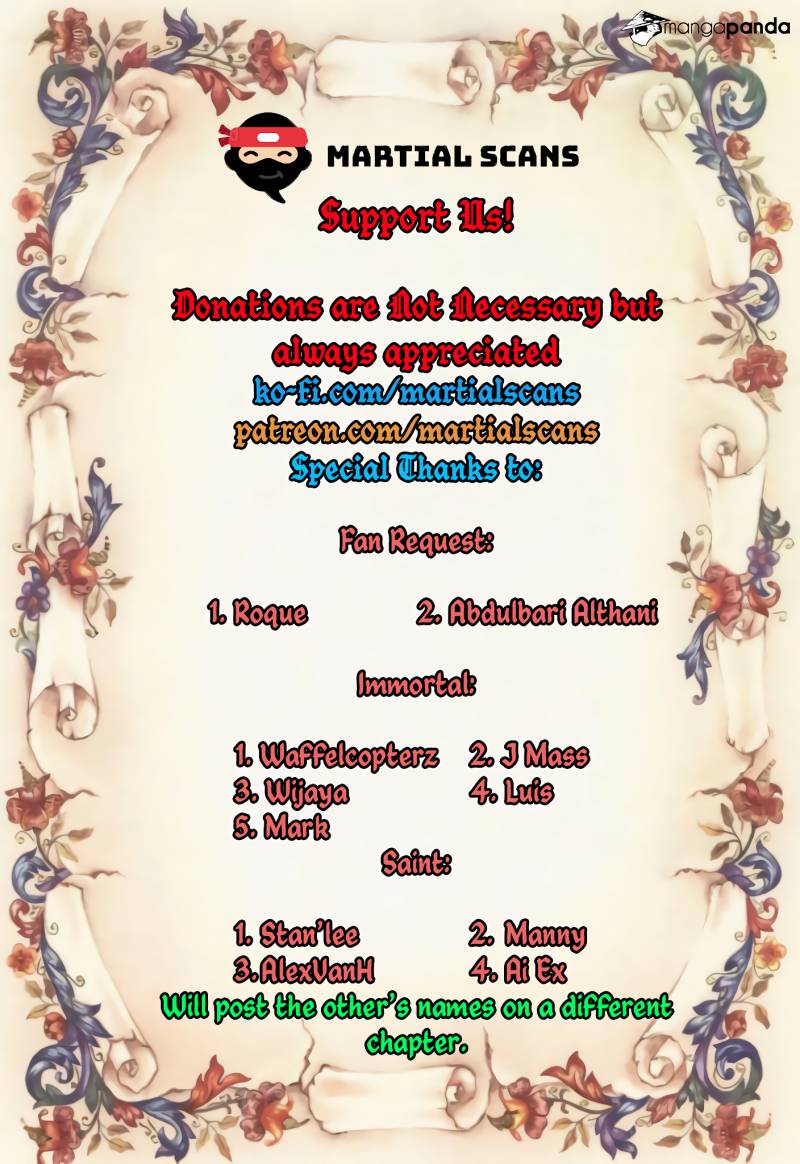 mangapanda
MARTIAL SCANS
Support Us!
Donations are Not Necessary but
always appreciated
ko-fi.com/martialscans
patreon.com/martialscans
Special Thanks to:
Fan Request:
1. Roque 2. Abdulbari Althani
Immortal:
1. Waffelcopterz 2. J Mass
3. Wijaya 4. Luis
5. Mark
Saint:
1. Stan'lee 2. Manny
3. AlexVanH 4. Ai Ex
Will post the other's names on a different
chapter.